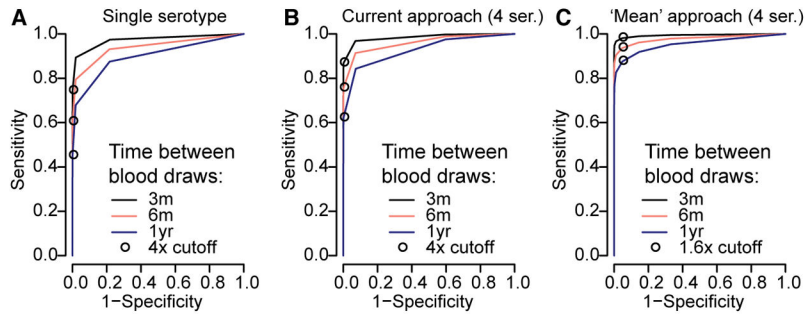 A Single serotype
1.0
0.8
0.6
0.4
0.2
0.0
Sensitivity
Time between
blood draws:
3m
6m
1yr
4x cutoff
0.0 0.2 0.4 0.6 0.8 1.0
1−Specificity
B Current approach (4 ser.)
1.0
0.8
0.6
0.4
0.2
0.0
Sensitivity
Time between
blood draws:
3m
6m
1yr
4x cutoff
0.0 0.2 0.4 0.6 0.8 1.0
1−Specificity
C ‘Mean’ approach (4 ser.)
1.0
0.8
0.6
0.4
0.2
0.0
Sensitivity
Time between
blood draws:
3m
6m
1yr
1.6x cutoff
0.0 0.2 0.4 0.6 0.8 1.0
1−Specificity